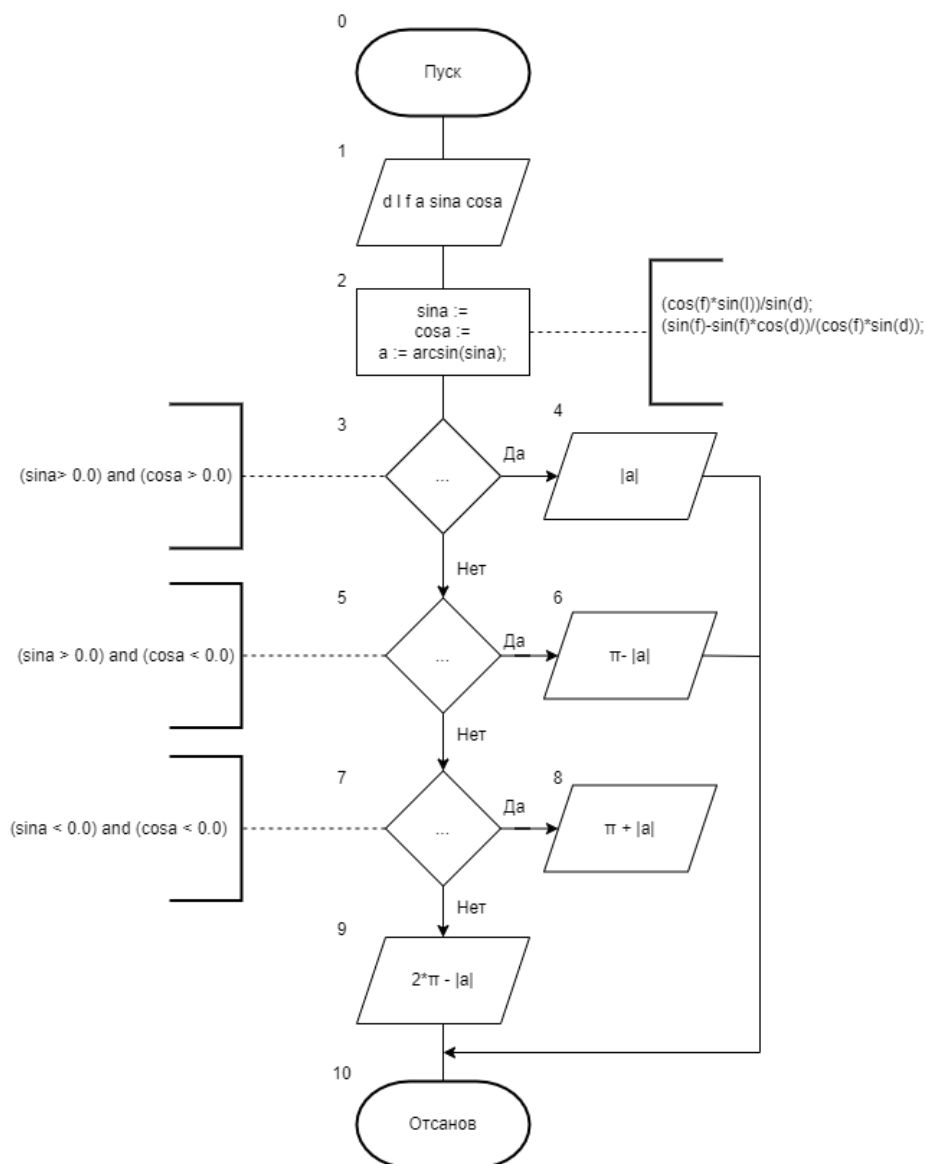 0
Пуск
1
d l f a sina cosa
2
sina :=
cosa :=
a := arcsin(sina);
(cos(f)*sin(l))/sin(d);
(sin(f)-sin(f)*cos(d))/(cos(f)*sin(d));
3
(sina> 0.0) and (cosa > 0.0)
...
Да
4
|a|
Нет
5
(sina > 0.0) and (cosa < 0.0)
...
Да
6
π- |a|
Нет
7
(sina < 0.0) and (cosa < 0.0)
...
Да
8
π + |a|
Нет
9
2*π - |a|
10
Отсанов